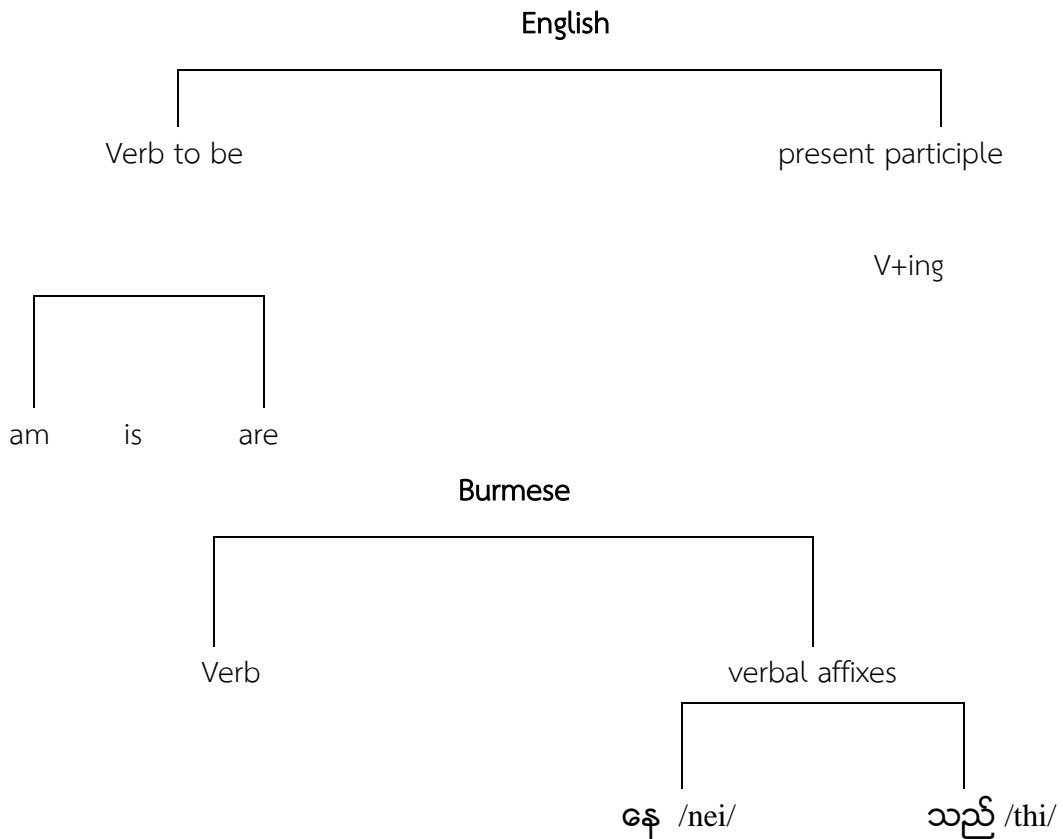 English
Verb to be present participle
V+ing
am is are
Burmese
Verb verbal affixes
နေ /nei/ သည် /thi/